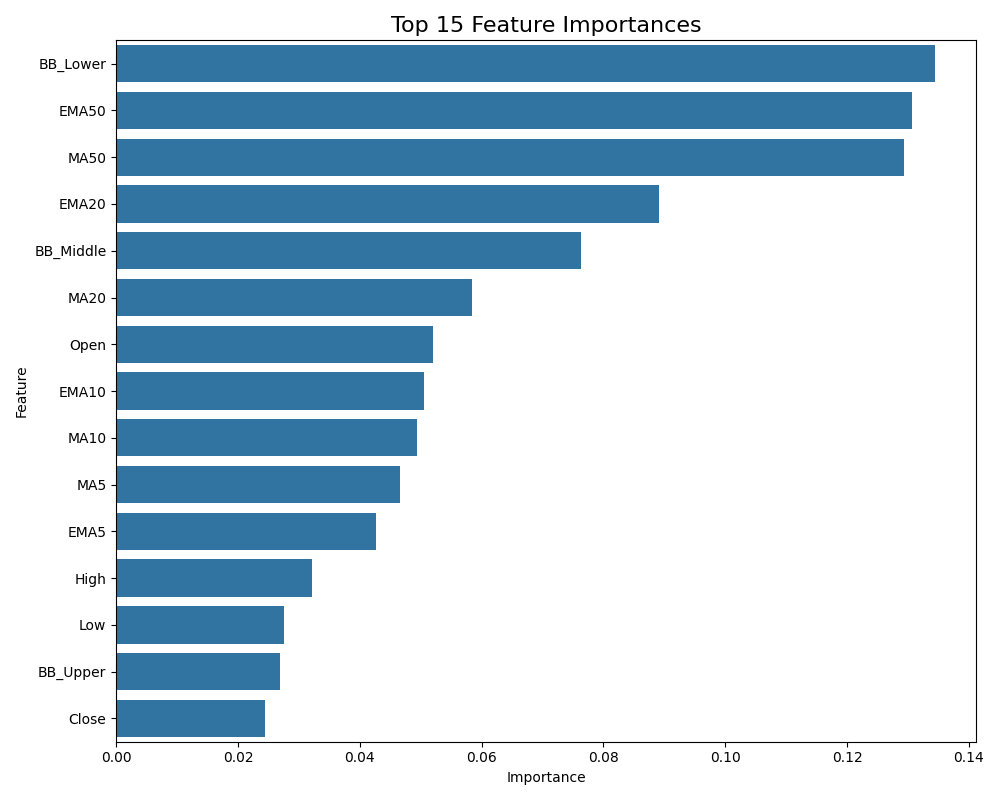 Top 15 Feature Importances
BB_Lower
EMA50
MA50
EMA20
BB_Middle
MA20
Open
EMA10
MA10
MA5
EMA5
High
Low
BB_Upper
Close
Feature
0.00 0.02 0.04 0.06 0.08 0.10 0.12 0.14
Importance